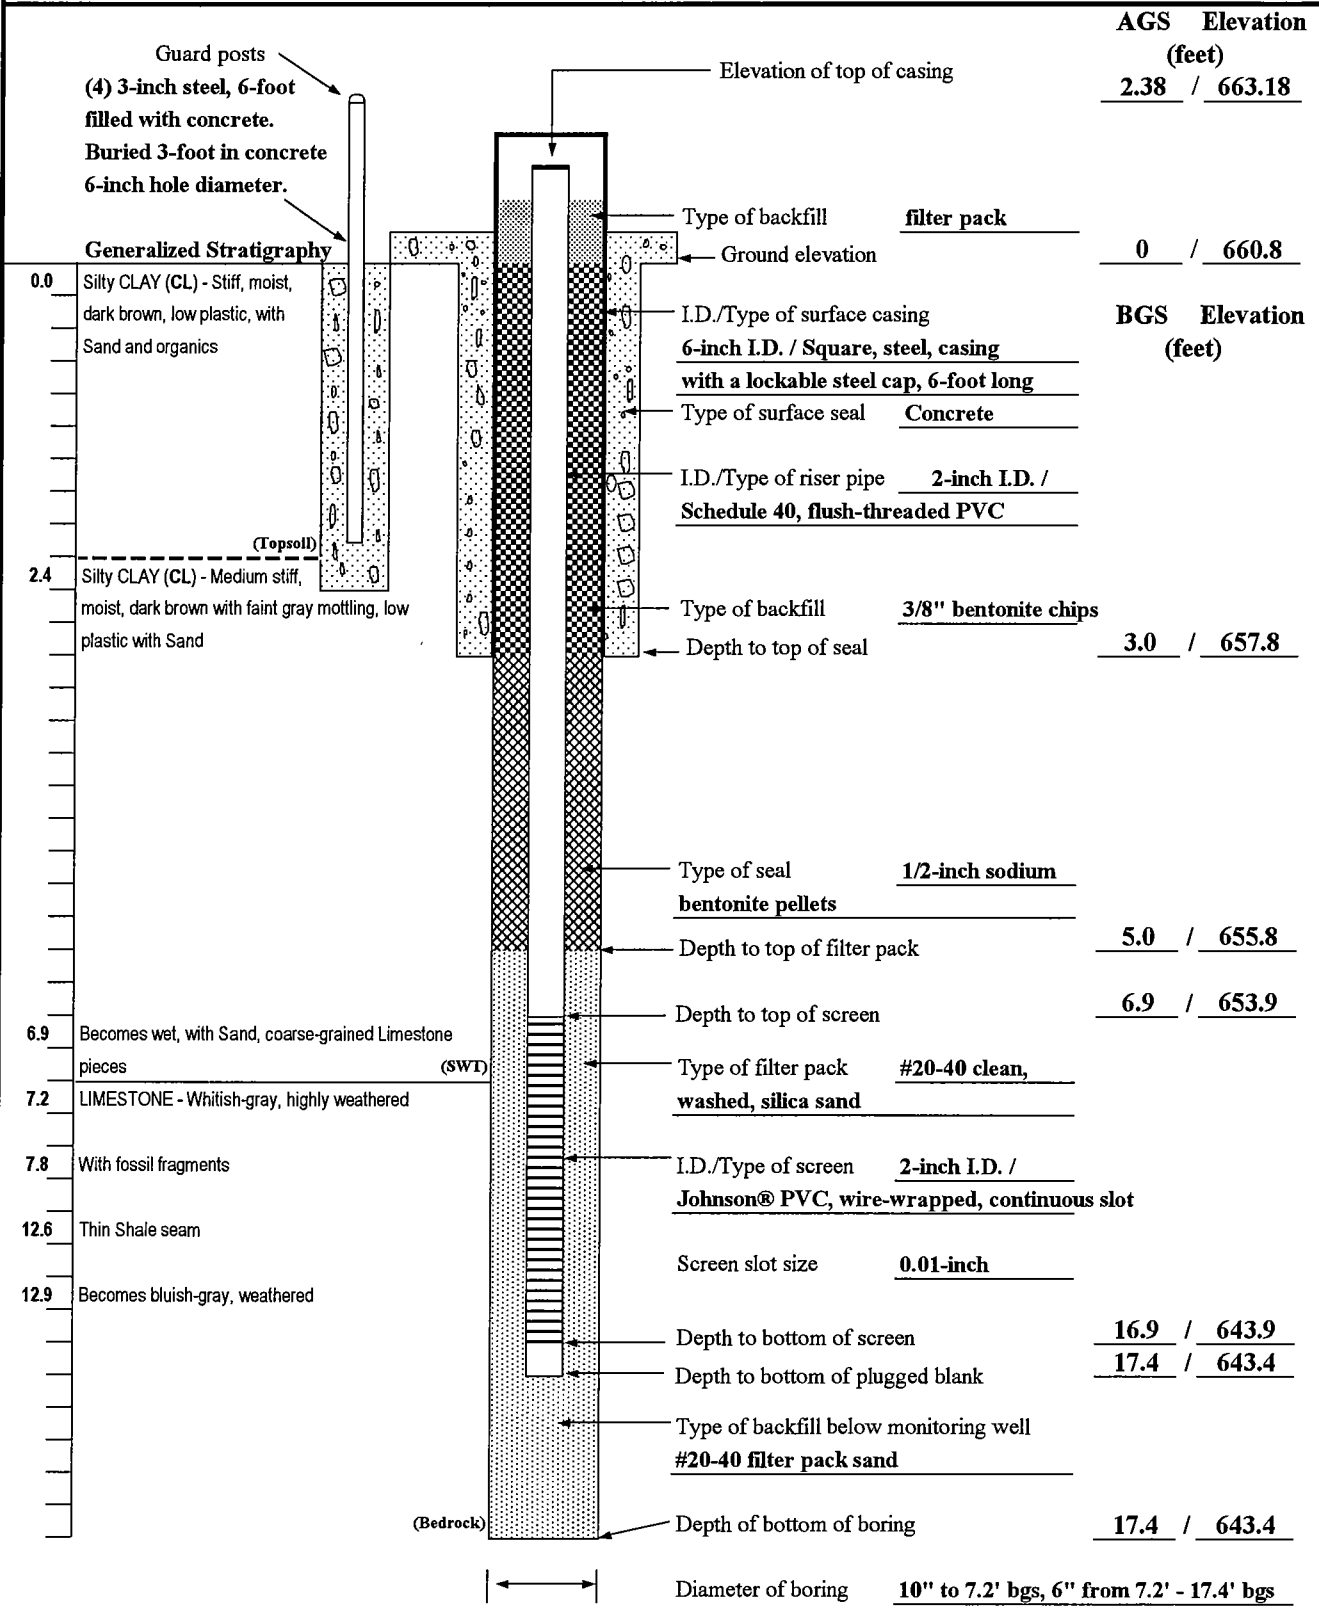 AGS Elevation
(feet)
Guard posts
Elevation of top of casing
2.38 / 663.18
(4) 3-inch steel, 6-foot
filled with concrete.
Buried 3-foot in concrete
6-inch hole diameter.
Type of backfill filter pack
Generalized Stratigraphy
Ground elevation 0 / 660.8
0.0 Silty CLAY (CL) - Stiff, moist,
dark brown, low plastic, with
Sand and organics
I.D./Type of surface casing
BGS Elevation
(feet)
6-inch I.D. / Square, steel, casing
with a lockable steel cap, 6-foot long
Type of surface seal Concrete
I.D./Type of riser pipe 2-inch I.D. /
Schedule 40, flush-threaded PVC
(Topsoil)
2.4 Silty CLAY (CL) - Medium stiff,
moist, dark brown with faint gray mottling, low
plastic with Sand
Type of backfill 3/8" bentonite chips
Depth to top of seal 3.0 / 657.8
Type of seal 1/2-inch sodium
bentonite pellets
Depth to top of filter pack 5.0 / 655.8
Depth to top of screen 6.9 / 653.9
6.9 Becomes wet, with Sand, coarse-grained Limestone
pieces (SWT)
Type of filter pack #20-40 clean,
washed, silica sand
7.2 LIMESTONE - Whitish-gray, highly weathered
7.8 With fossil fragments
I.D./Type of screen 2-inch I.D. /
Johnson® PVC, wire-wrapped, continuous slot
12.6 Thin Shale seam
Screen slot size 0.01-inch
12.9 Becomes bluish-gray, weathered
Depth to bottom of screen 16.9 / 643.9
Depth to bottom of plugged blank 17.4 / 643.4
Type of backfill below monitoring well
#20-40 filter pack sand
(Bedrock)
Depth of bottom of boring 17.4 / 643.4
Diameter of boring 10" to 7.2' bgs, 6" from 7.2' - 17.4' bgs